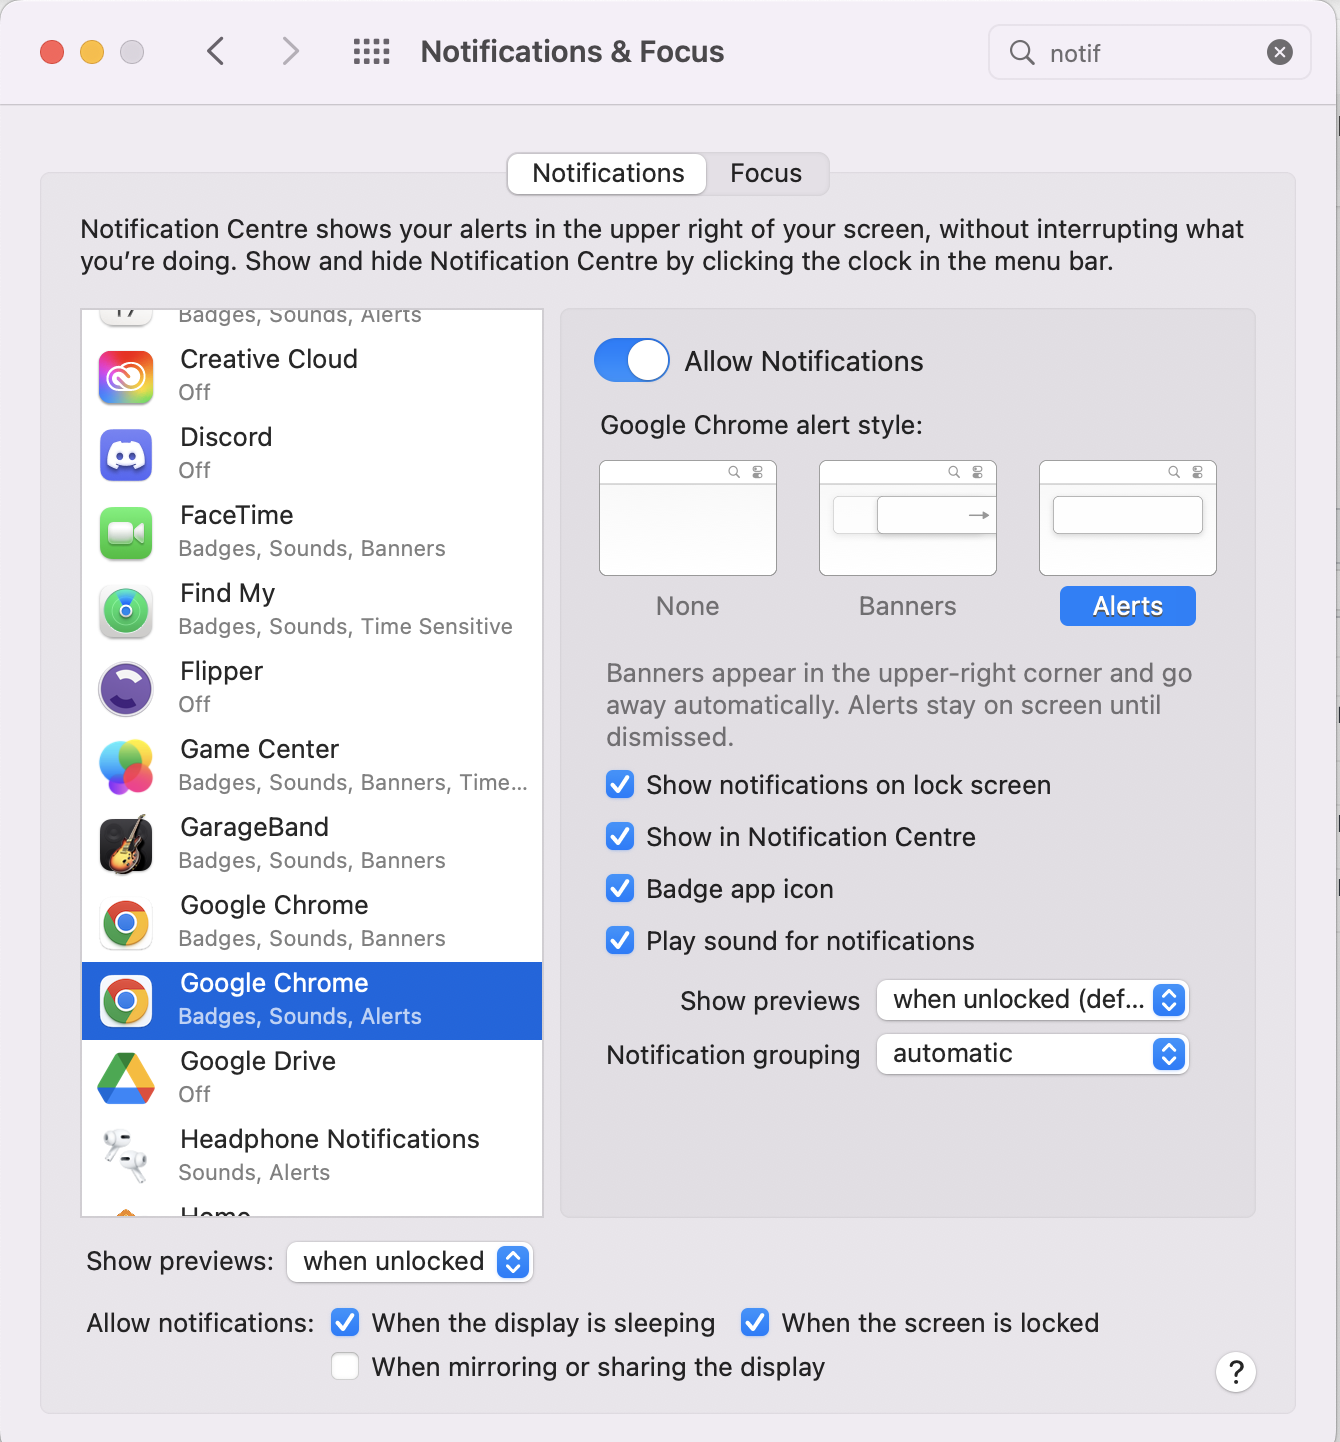 Notifications & Focus
notif
Notifications
Focus
Notification Centre shows your alerts in the upper right of your screen, without interrupting what
you’re doing. Show and hide Notification Centre by clicking the clock in the menu bar.
17
Badges, Sounds, Alerts
Creative Cloud
Off
Discord
Off
FaceTime
Badges, Sounds, Banners
Find My
Badges, Sounds, Time Sensitive
Flipper
Off
Game Center
Badges, Sounds, Banners, Time...
GarageBand
Badges, Sounds, Banners
Google Chrome
Badges, Sounds, Banners
Google Chrome
Badges, Sounds, Alerts
Google Drive
Off
Headphone Notifications
Sounds, Alerts
Home
Allow Notifications
Google Chrome alert style:
None
Banners
Alerts
Banners appear in the upper-right corner and go
away automatically. Alerts stay on screen until
dismissed.
Show notifications on lock screen
Show in Notification Centre
Badge app icon
Play sound for notifications
Show previews
when unlocked (def...
Notification grouping
automatic
Show previews:
when unlocked
Allow notifications:
When the display is sleeping
When the screen is locked
When mirroring or sharing the display
?